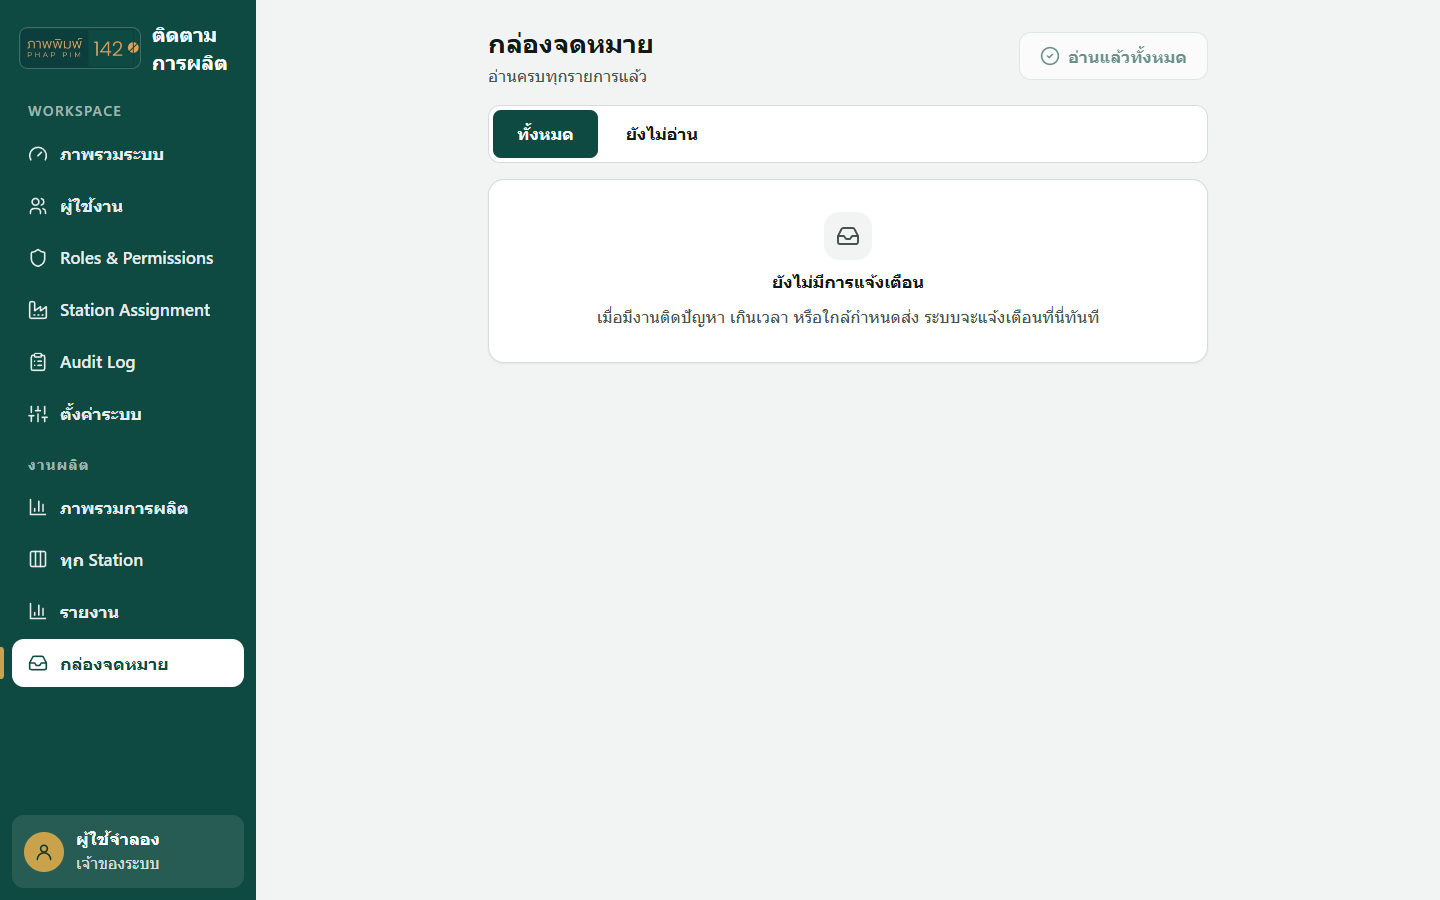 ภาพพิมพ์
PHAP PIM
142
ติดตาม
การผลิต
WORKSPACE
ภาพรวมระบบ
ผู้ใช้งาน
Roles & Permissions
Station Assignment
Audit Log
ตั้งค่าระบบ
งานผลิต
ภาพรวมการผลิต
ทุก Station
รายงาน
กล่องจดหมาย
ผู้ใช้จำลอง
เจ้าของระบบ
กล่องจดหมาย
อ่านครบทุกรายการแล้ว
อ่านแล้วทั้งหมด
ทั้งหมด
ยังไม่อ่าน
ยังไม่มีการแจ้งเตือน
เมื่อมีงานติดปัญหา เกินเวลา หรือใกล้กำหนดส่ง ระบบจะแจ้งเตือนที่นี่ทันที